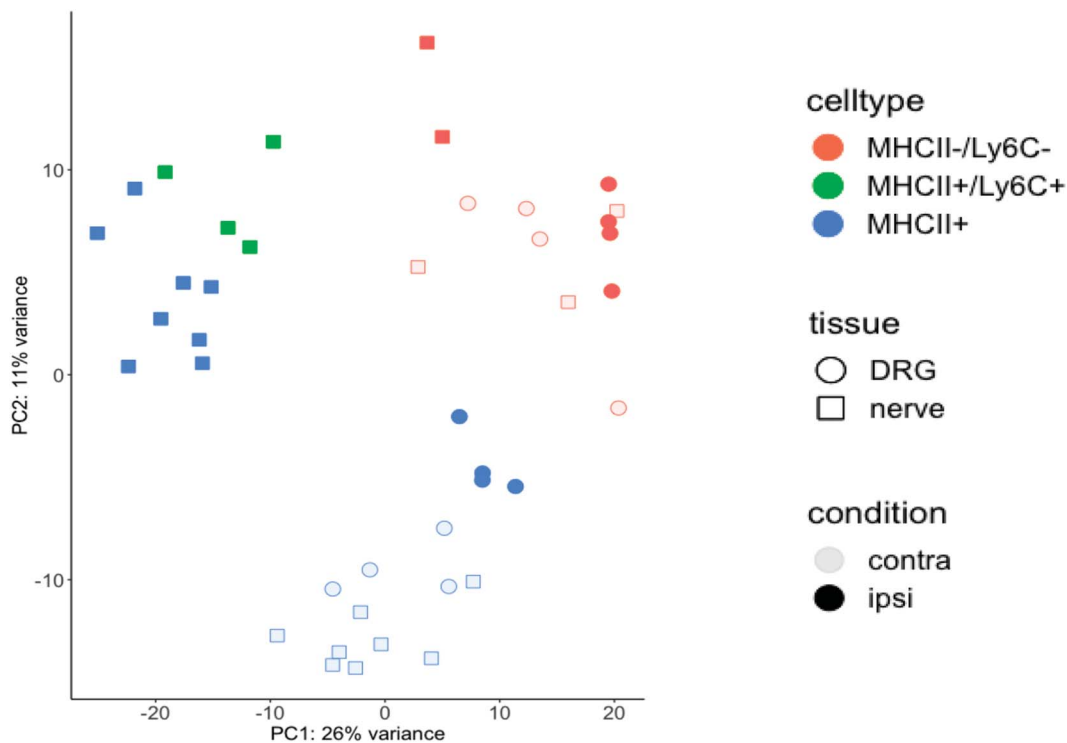 celltype
MHCII-/Ly6C-
MHCII+/Ly6C+
MHCII+
tissue
DRG
nerve
condition
contra
ipsi
PC2: 11% variance
10
0
-10
-20
-10
0
10
20
PC1: 26% variance